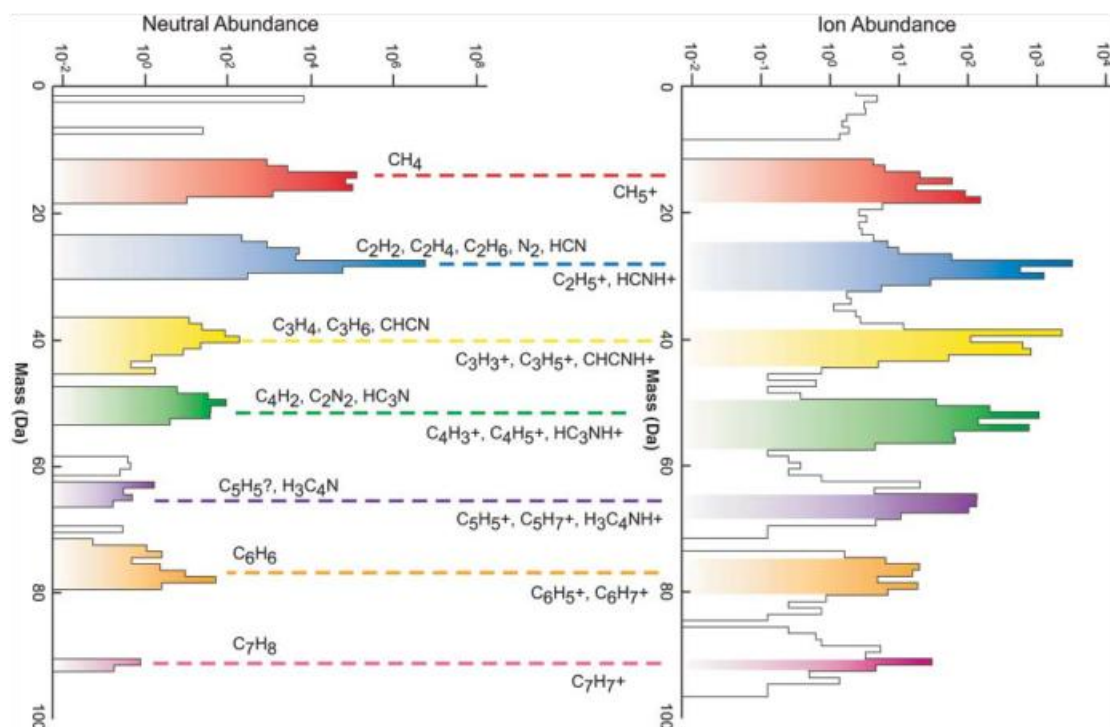 Neutral Abundance
10-2 100 102 104 106 108
Ion Abundance
10-2 10-1 100 101 102 103
0
20
40
60
80
100
Mass (Da)
0
20
40
60
80
100
Mass (Da)
CH4
CH5+
C2H2, C2H4, C2H6, N2, HCN
C2H5+, HCNH+
C3H4, C3H6, CHCN
C3H3+, C3H5+, CHCNH+
C4H2, C2N2, HC3N
C4H3+, C4H5+, HC3NH+
C5H5?, H3C4N
C5H5+, C5H7+, H3C4NH+
C6H6
C6H5+, C6H7+
C7H8
C7H7+